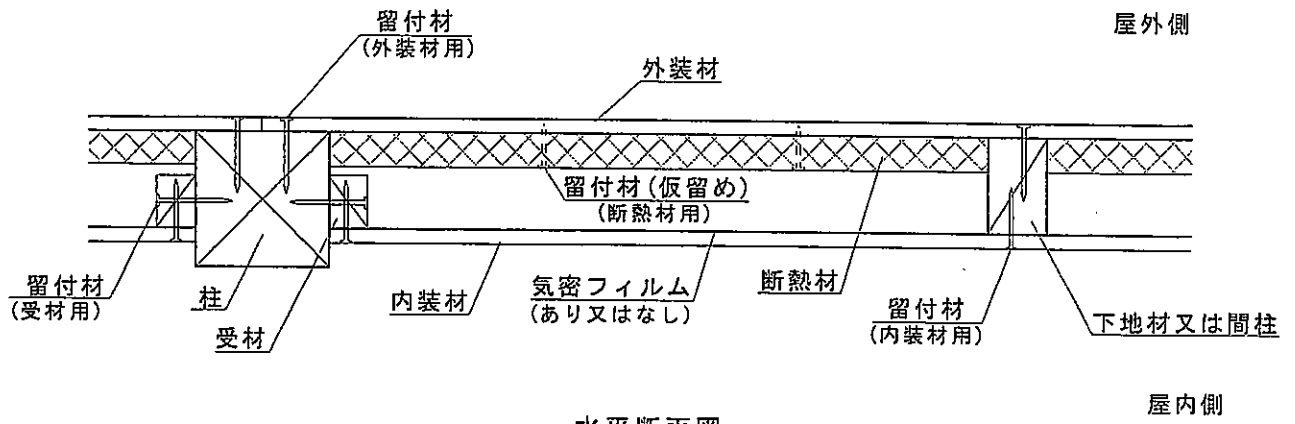 留付材
(外装材用)
屋外側
外装材
留付材(仮留め)
(断熱材用)
留付材
(受材用)
柱
受材
内装材
気密フィルム
(あり又はなし)
断熱材
留付材
(内装材用)
下地材又は間柱
屋内側